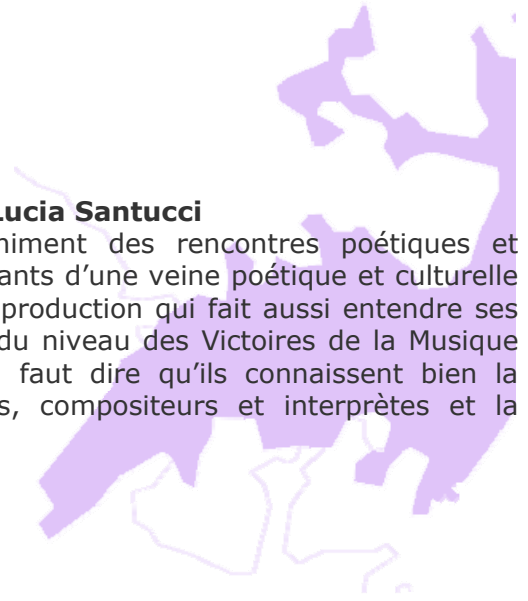 Lucia Santucci
niment des rencontres poétiques et
ants d’une veine poétique et culturelle
production qui fait aussi entendre ses
du niveau des Victoires de la Musique
faut dire qu’ils connaissent bien la
s, compositeurs et interprètes et la